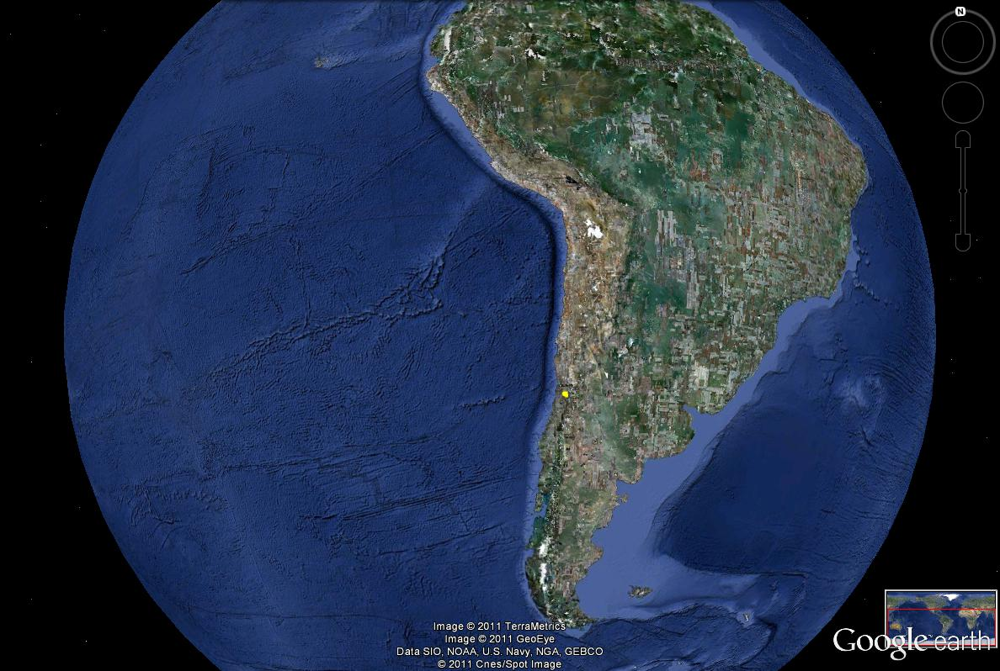 N
Image © 2011 TerraMetrics
Image © 2011 GeoEye
Data SIO, NOAA, U.S. Navy, NGA, GEBCO
© 2011 Cnes/Spot Image
Google earth